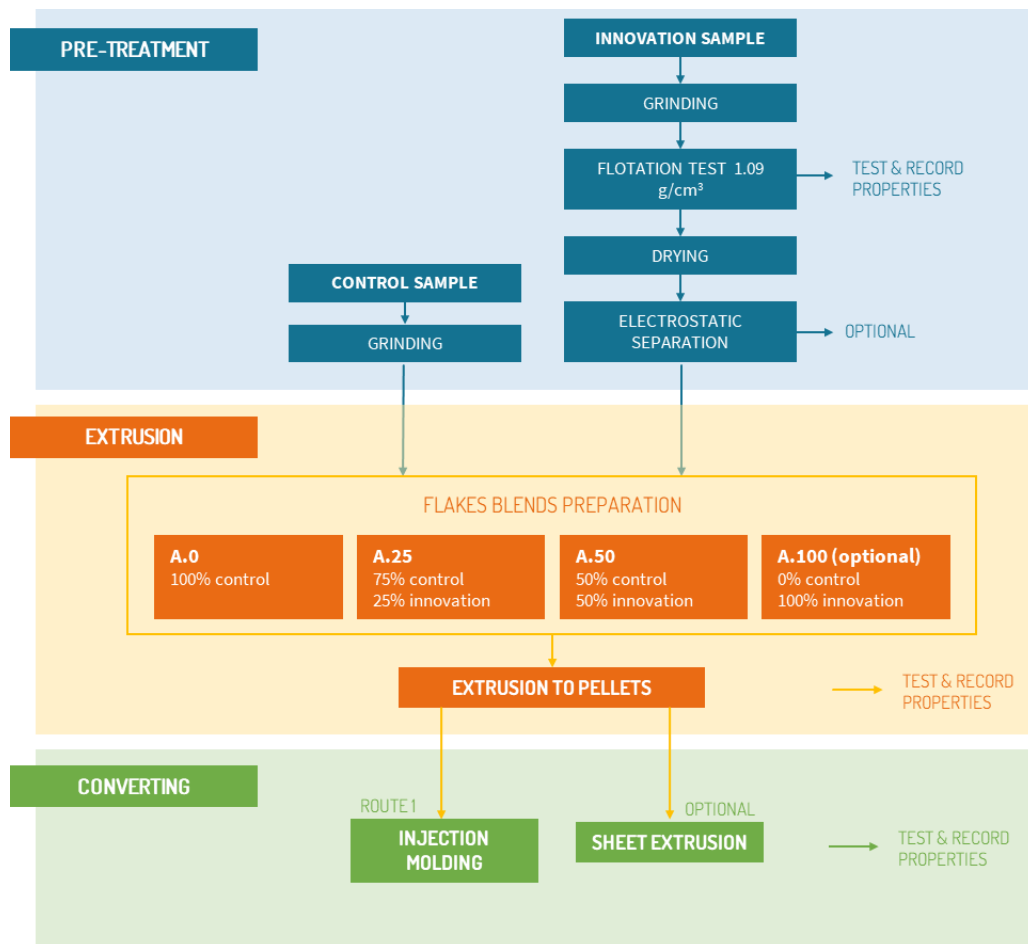 PRE-TREATMENT
INNOVATION SAMPLE
GRINDING
FLOTATION TEST 1.09
g/cm³
TEST & RECORD
PROPERTIES
DRYING
CONTROL SAMPLE
GRINDING
ELECTROSTATIC
SEPARATION
OPTIONAL
EXTRUSION
FLAKES BLENDS PREPARATION
A.0
100% control
A.25
75% control
25% innovation
A.50
50% control
50% innovation
A.100 (optional)
0% control
100% innovation
EXTRUSION TO PELLETS
TEST & RECORD
PROPERTIES
CONVERTING
ROUTE 1
INJECTION
MOLDING
OPTIONAL
SHEET EXTRUSION
TEST & RECORD
PROPERTIES